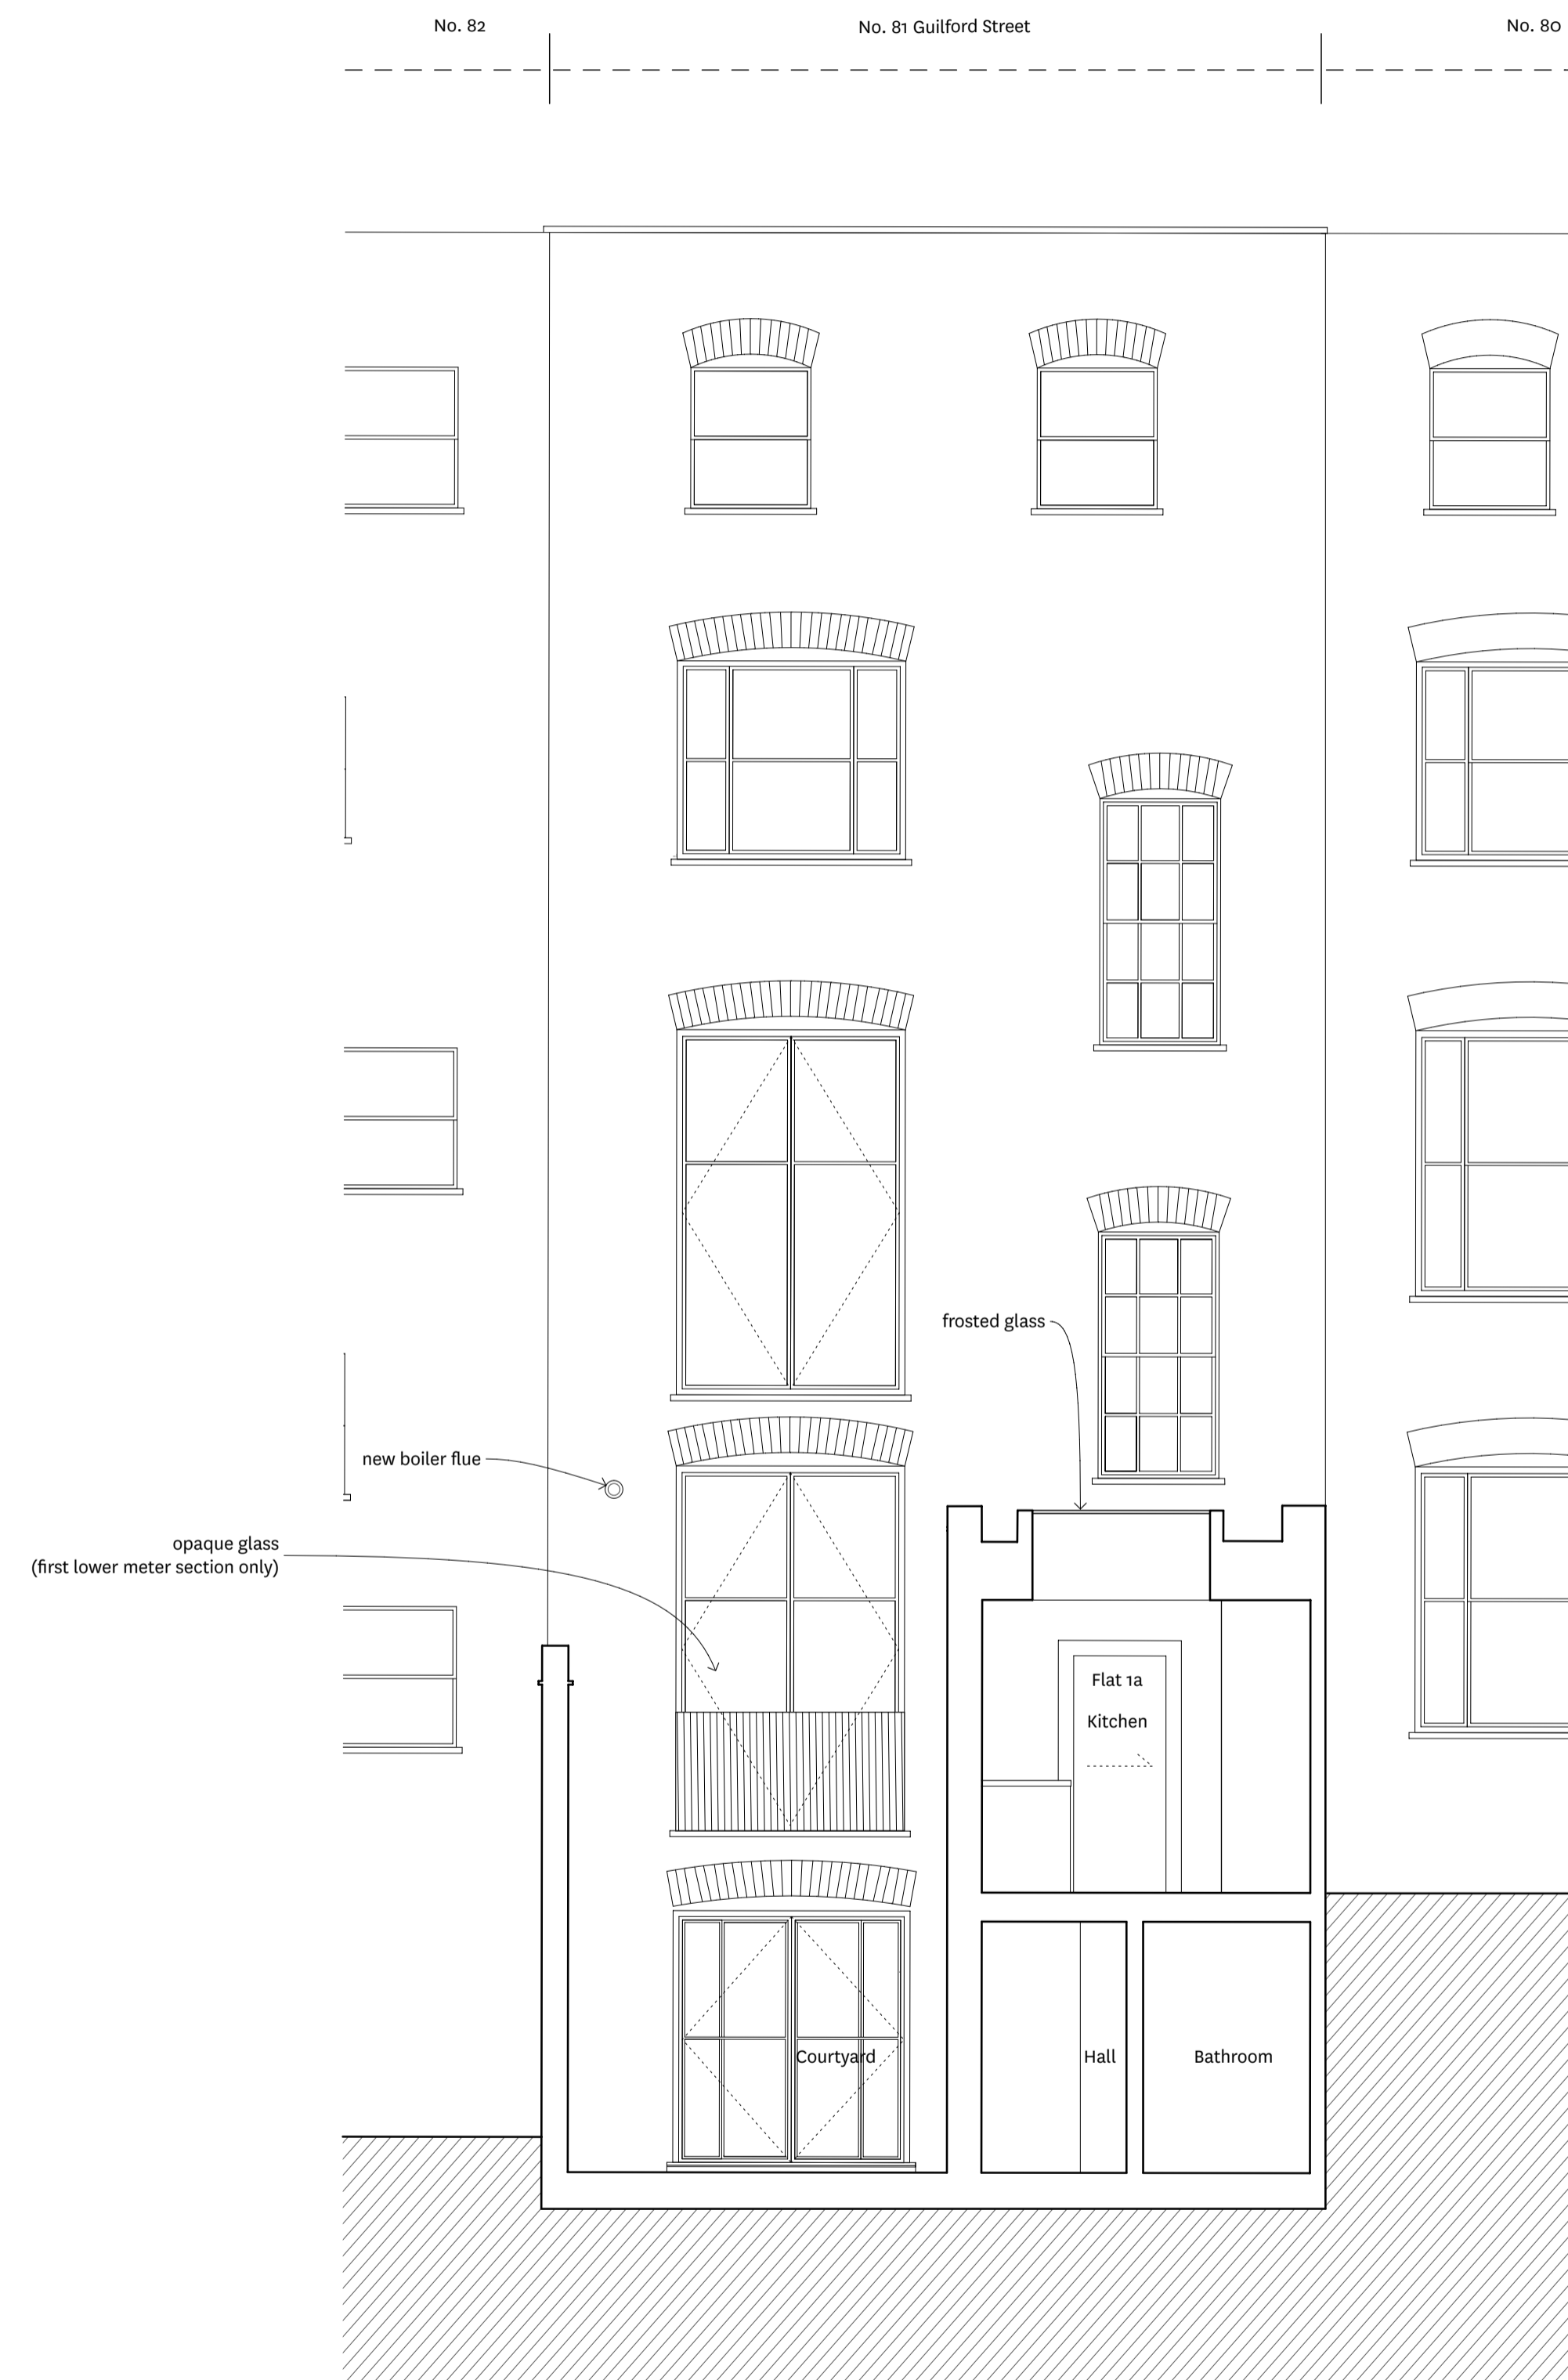 No. 82
No. 81 Guilford Street
No. 80
frosted glass
new boiler flue
opaque glass
(first lower meter section only)
Flat 1a
Kitchen
Courtyard
Hall
Bathroom